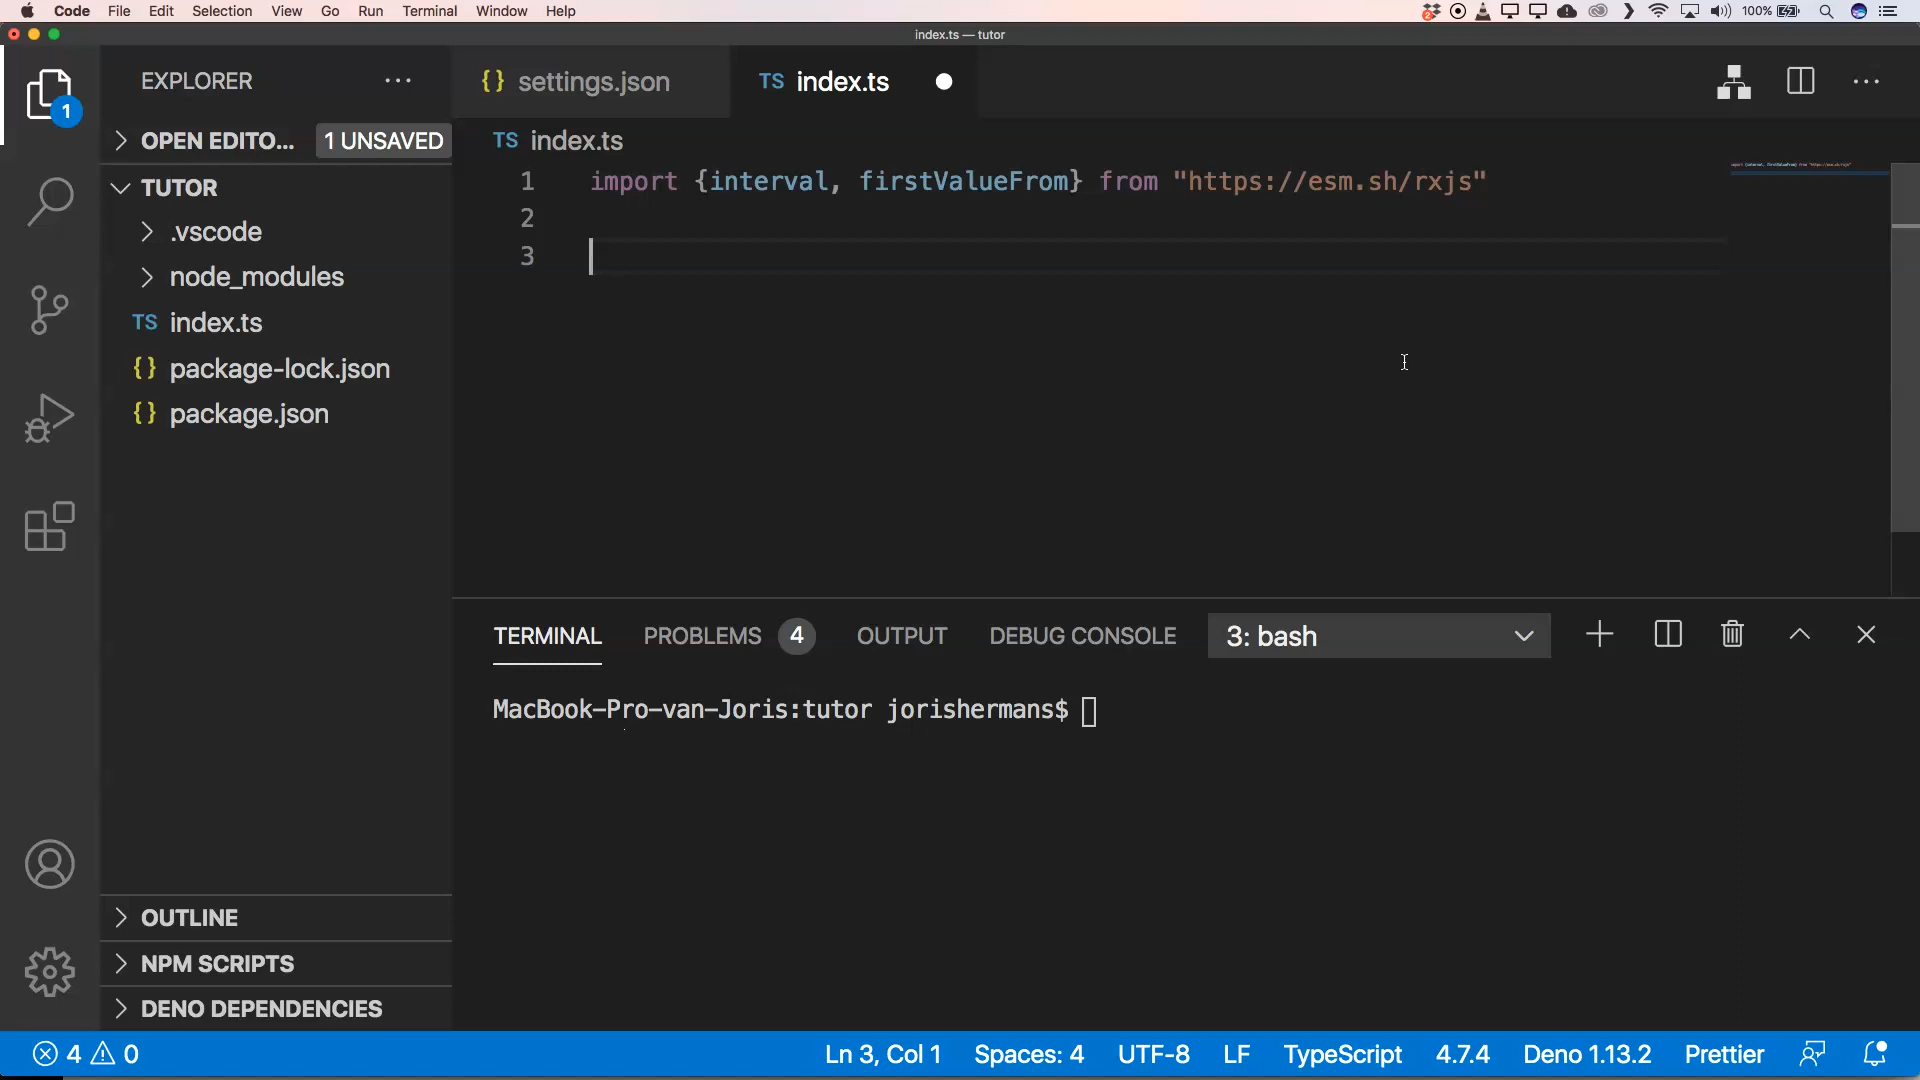 Code File Edit Selection View Go Run Terminal Window Help 100%
index.ts — tutor
EXPLORER
{} settings.json
TS index.ts
1
OPEN EDITO... 1 UNSAVED
TS index.ts
TUTOR
.vscode
node_modules
TS index.ts
{} package-lock.json
{} package.json
1 import {interval, firstValueFrom} from "https://esm.sh/rxjs"
2
3
TERMINAL PROBLEMS 4 OUTPUT DEBUG CONSOLE 3: bash
MacBook-Pro-van-Joris:tutor jorishermans$
OUTLINE
NPM SCRIPTS
DENO DEPENDENCIES
4 0 Ln 3, Col 1 Spaces: 4 UTF-8 LF TypeScript 4.7.4 Deno 1.13.2 Prettier